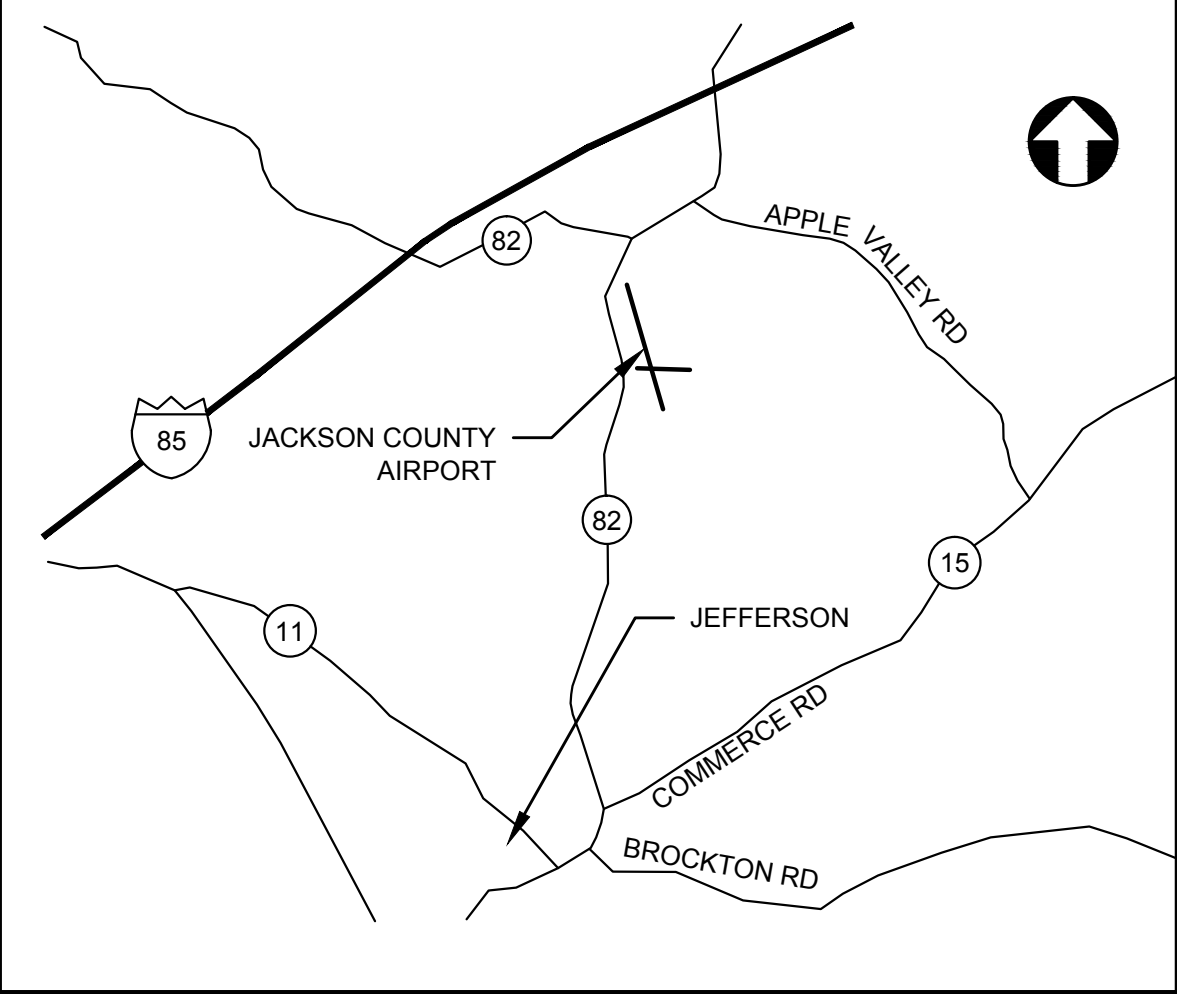 82
APPLE VALLEY RD
85
JACKSON COUNTY
AIRPORT
82
15
11
JEFFERSON
COMMERCE RD
BROCKTON RD